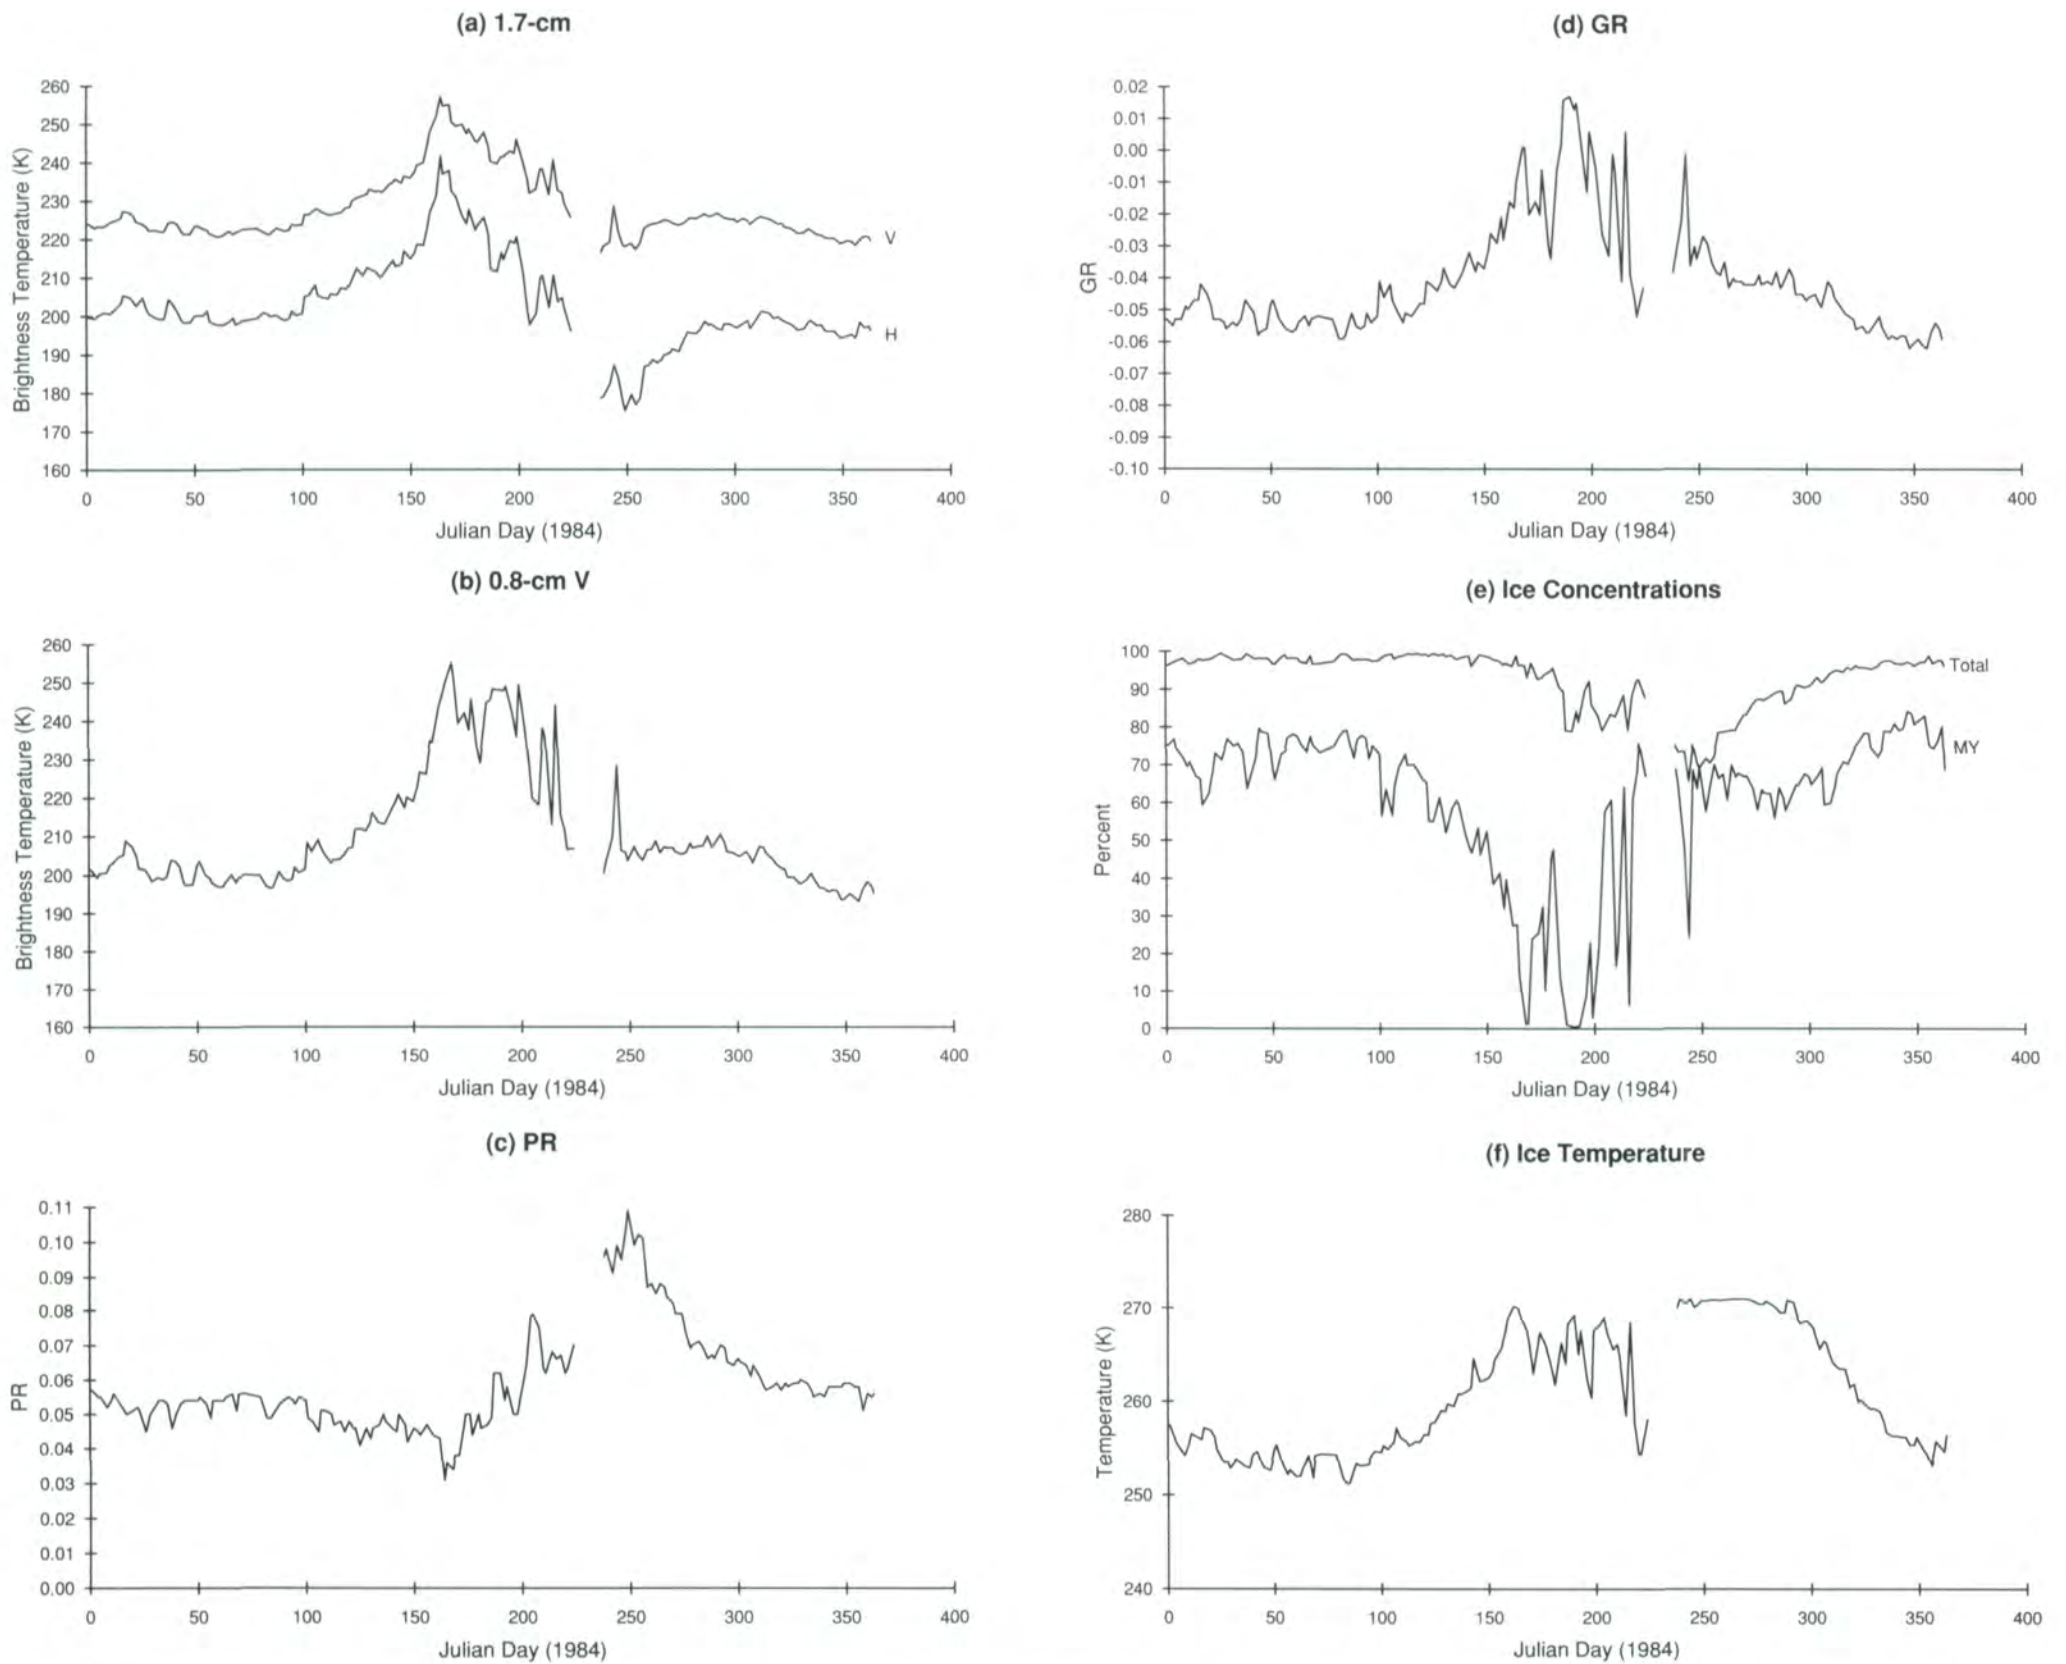 (a) 1.7-cm
260
250
240
230
220
210
200
190
180
170
160
Brightness Temperature (K)
V
H
0 50 100 150 200 250 300 350 400
Julian Day (1984)
(b) 0.8-cm V
260
250
240
230
220
210
200
190
180
170
160
Brightness Temperature (K)
0 50 100 150 200 250 300 350 400
Julian Day (1984)
(c) PR
0.11
0.10
0.09
0.08
0.07
0.06
0.05
0.04
0.03
0.02
0.01
0.00
PR
0 50 100 150 200 250 300 350 400
Julian Day (1984)
(d) GR
0.02
0.01
0.00
-0.01
-0.02
-0.03
-0.04
-0.05
-0.06
-0.07
-0.08
-0.09
-0.10
GR
0 50 100 150 200 250 300 350 400
Julian Day (1984)
(e) Ice Concentrations
100
90
80
70
60
50
40
30
20
10
0
Percent
Total
MY
0 50 100 150 200 250 300 350 400
Julian Day (1984)
(f) Ice Temperature
280
270
260
250
240
Temperature (K)
0 50 100 150 200 250 300 350 400
Julian Day (1984)